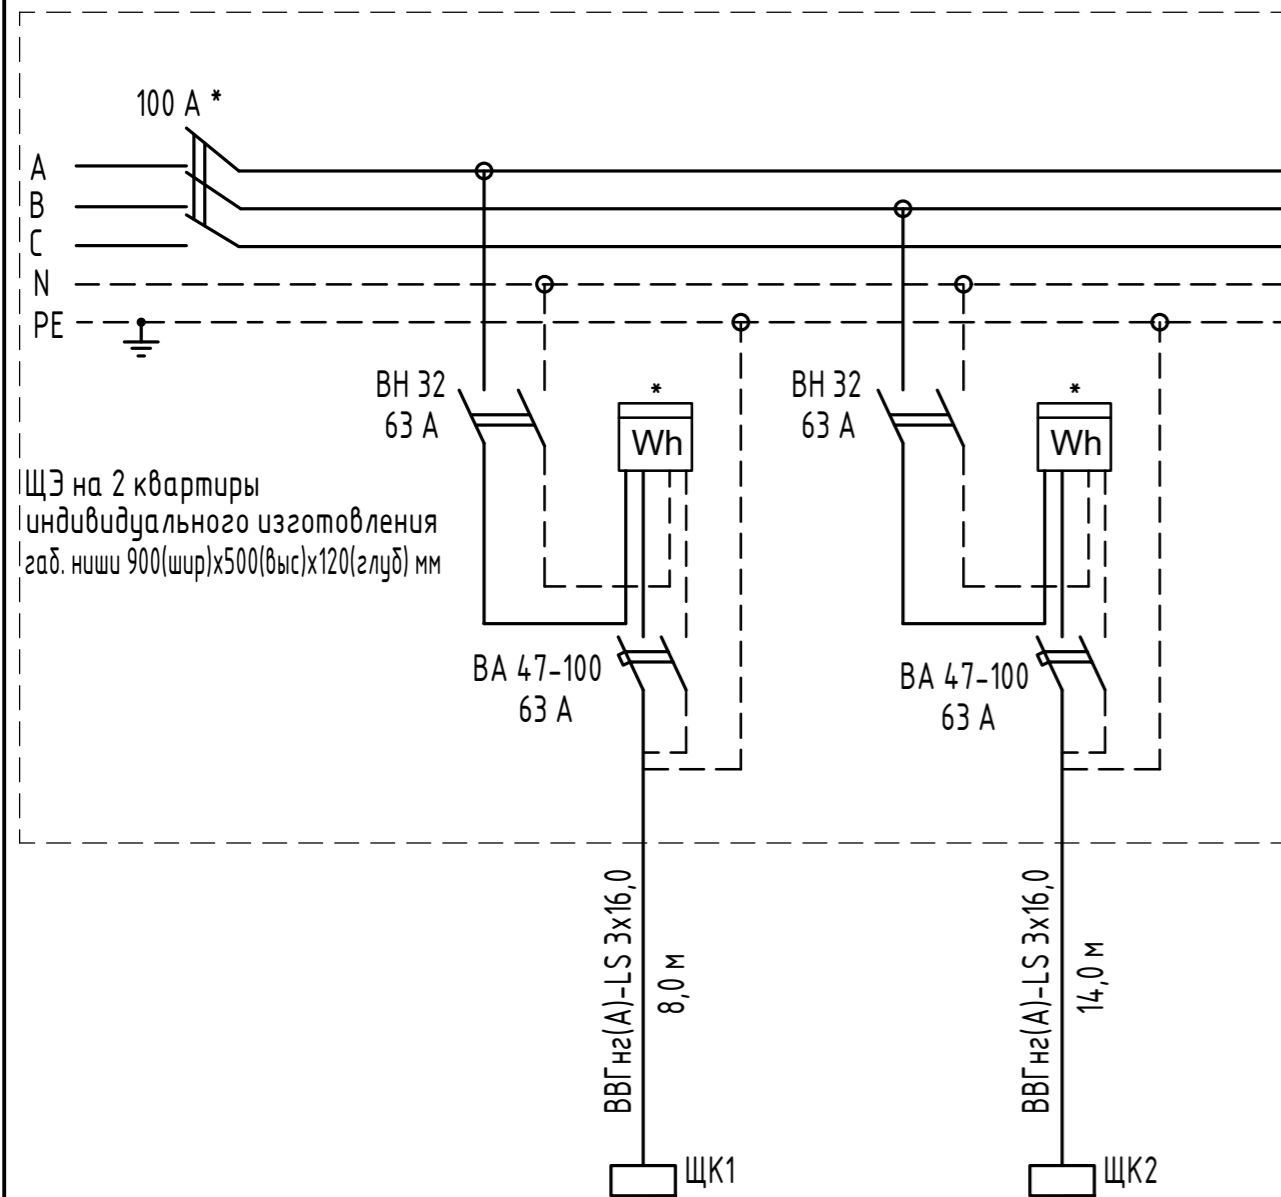 100 А *
A
B
C
N
PE
ВН 32
63 А
*
Wh
ВН 32
63 А
*
Wh
ЩЭ на 2 квартиры
индивидуального изготовления
габ. ниши 900(шир)х500(выс)х120(глуб) мм
ВА 47-100
63 А
ВА 47-100
63 А
ВВГнг(А)-LS 3х16,0
8,0 м
ВВГнг(А)-LS 3х16,0
14,0 м
ЩК1
ЩК2